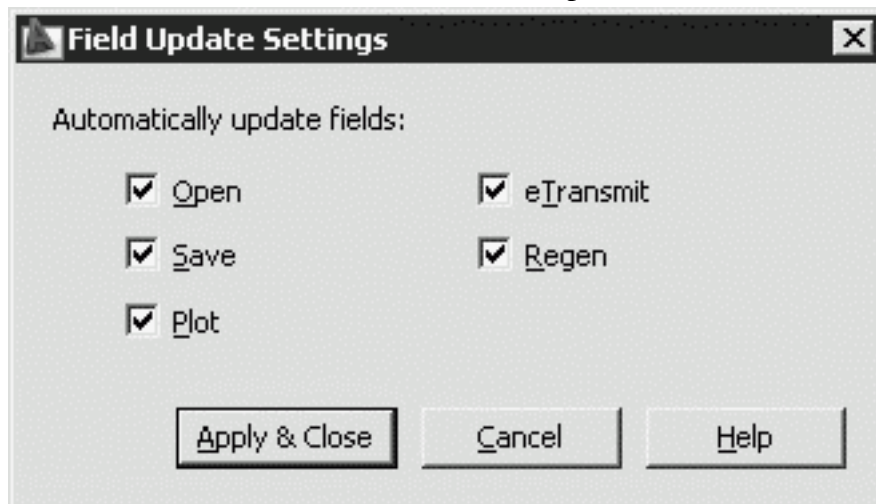 Field Update Settings
Automatically update fields:
Open
eTransmit
Save
Regen
Plot
Apply & Close
Cancel
Help